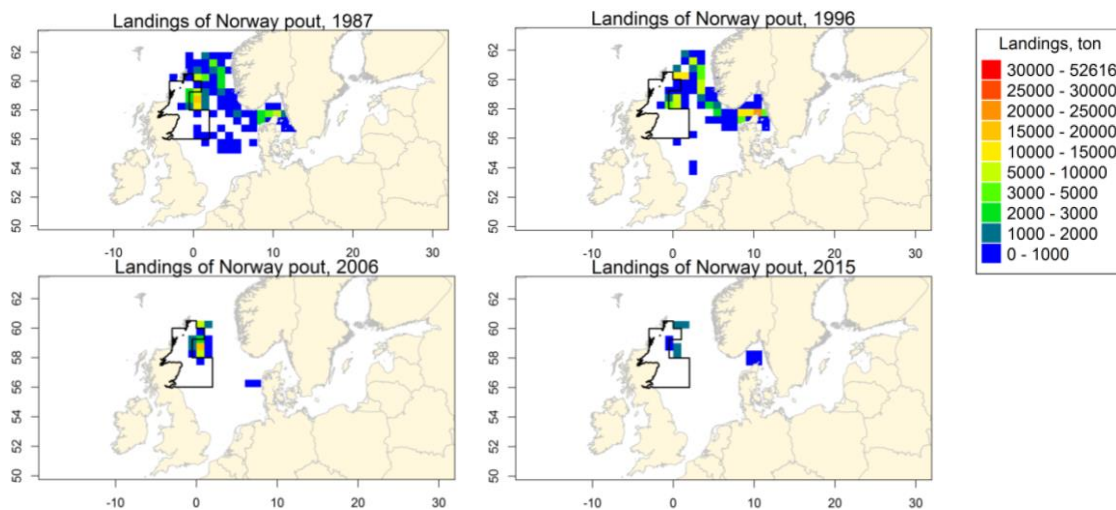 Landings of Norway pout, 1987
62
60
58
56
54
52
50
-10 0 10 20 30
Landings of Norway pout, 1996
62
60
58
56
54
52
50
-10 0 10 20 30
Landings, ton
30000 - 52616
25000 - 30000
20000 - 25000
15000 - 20000
10000 - 15000
5000 - 10000
3000 - 5000
2000 - 3000
1000 - 2000
0 - 1000
Landings of Norway pout, 2006
62
60
58
56
54
52
50
-10 0 10 20 30
Landings of Norway pout, 2015
62
60
58
56
54
52
50
-10 0 10 20 30